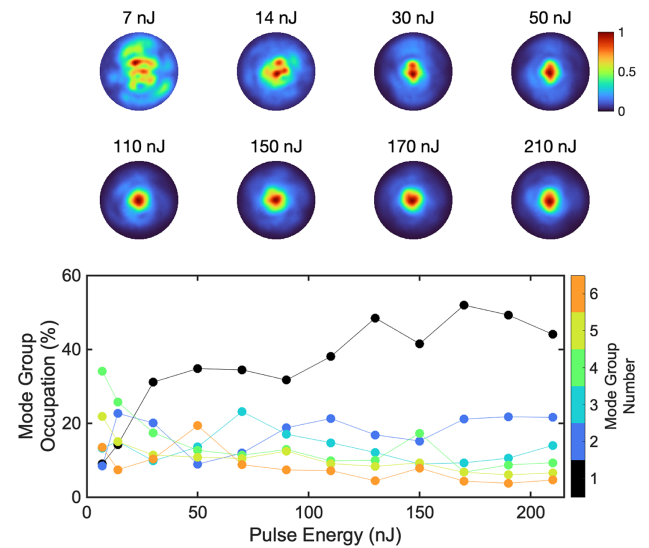 7 nJ 14 nJ 30 nJ 50 nJ
1
0.5
0
110 nJ 150 nJ 170 nJ 210 nJ
60
40
20
0
Mode Group
Occupation (%)
0 50 100 150 200
Pulse Energy (nJ)
6
5
4
3
2
1
Mode Group
Number